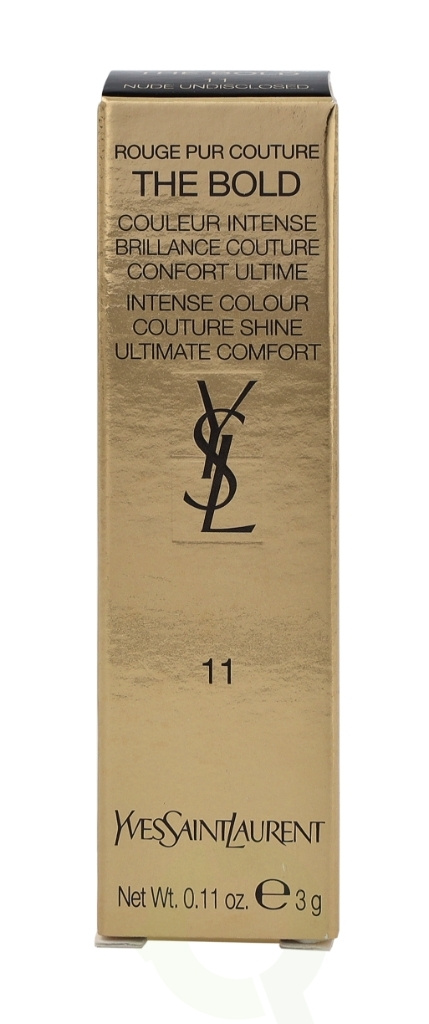 THE BOLD
11
NUDE UNDISCLOSED
ROUGE PUR COUTURE
THE BOLD
COULEUR INTENSE
BRILLANCE COUTURE
CONFORT ULTIME
INTENSE COLOUR
COUTURE SHINE
ULTIMATE COMFORT
YSL
11
YVESSAINTLAURENT
Net Wt. 0.11 oz. ℮ 3 g